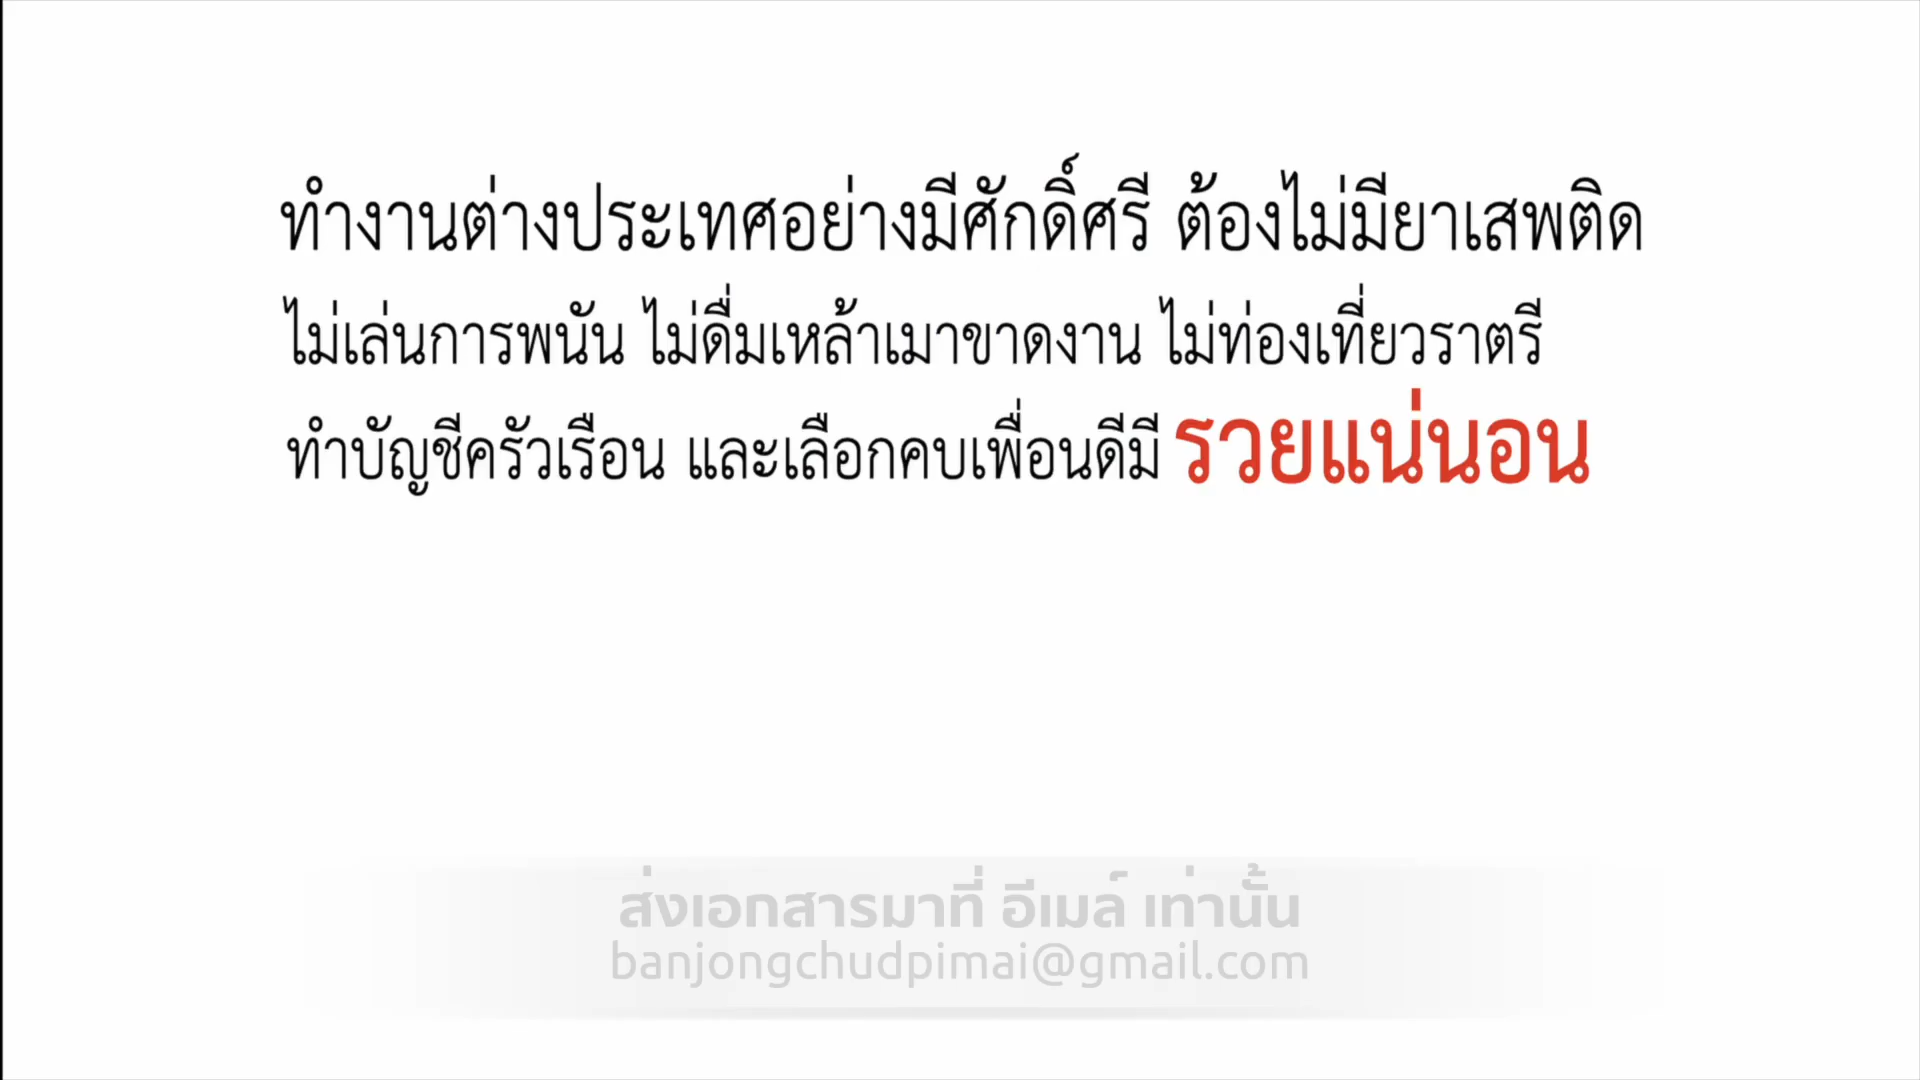 ทำงานต่างประเทศอย่างมีศักดิ์ศรี ต้องไม่มียาเสพติด
ไม่เล่นการพนัน ไม่ดื่มเหล้าเมาขาดงาน ไม่ท่องเที่ยวราตรี
ทำบัญชีครัวเรือน และเลือกคบเพื่อนดีมี รวยแน่นอน
ส่งเอกสารมาที่ อีเมล์ เท่านั้น
banjongchudpimai@gmail.com